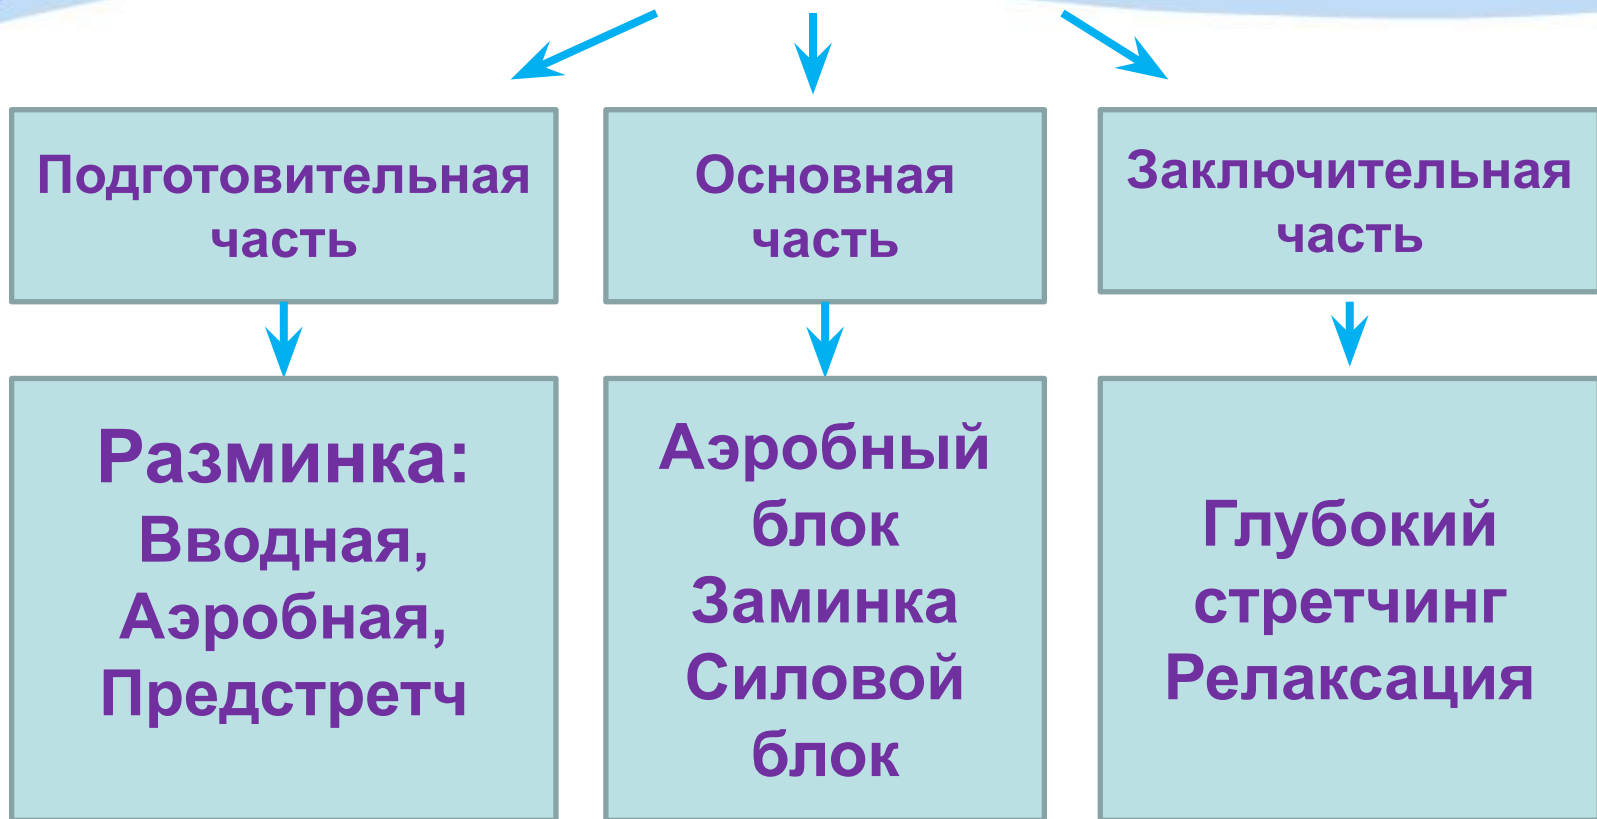 Подготовительная
часть
Основная
часть
Заключительная
часть
Разминка:
Вводная,
Аэробная,
Предстретч
Аэробный
блок
Заминка
Силовой
блок
Глубокий
стретчинг
Релаксация